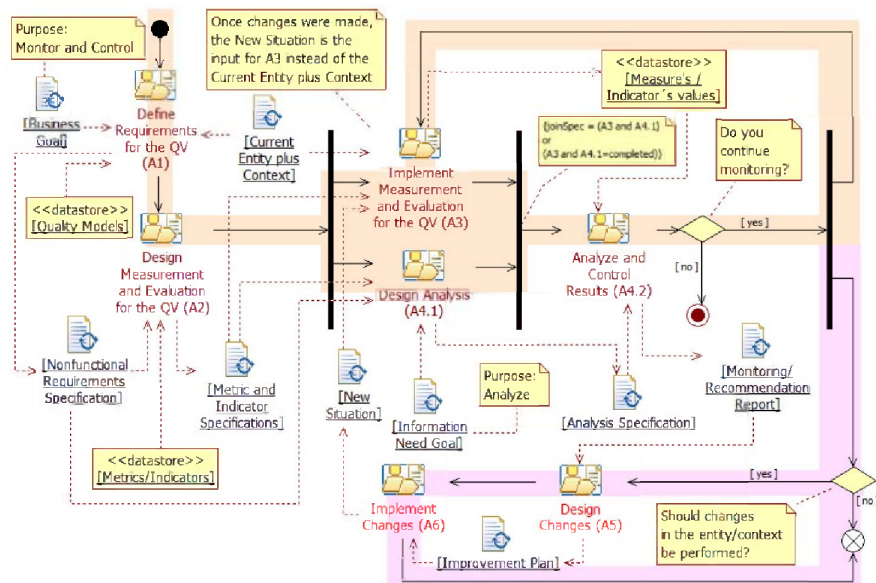 Purpose:
Monitor and Control
Once changes were made,
the New Situation is the
input for A3 instead of the
Current Entity plus Context
<<datastore>>
[Measure's /
Indicator´s values]
[Business
Goal]
Define
Requirements
for the QV
(A1)
[Current
Entity plus
Context]
{joinSpec = (A3 and A4.1)
or
(A3 and A4.1=completed)}
Do you
continue
monitoring?
<<datastore>>
[Quality Models]
Implement
Measurement
and Evaluation
for the QV (A3)
Design
Measurement
and Evaluation
for the QV (A2)
Analyze and
Control
Results (A4.2)
[yes]
[no]
Design Analysis
(A4.1)
[Nonfunctional
Requirements
Specification]
[Metric and
Indicator
Specifications]
[New
Situation]
[Information
Need Goal]
Purpose:
Analyze
[Analysis Specification]
[Monitoring/
Recommendation
Report]
<<datastore>>
[Metrics/Indicators]
Implement
Changes (A6)
Design
Changes (A5)
[yes]
[no]
[Improvement Plan]
Should changes
in the entity/context
be performed?